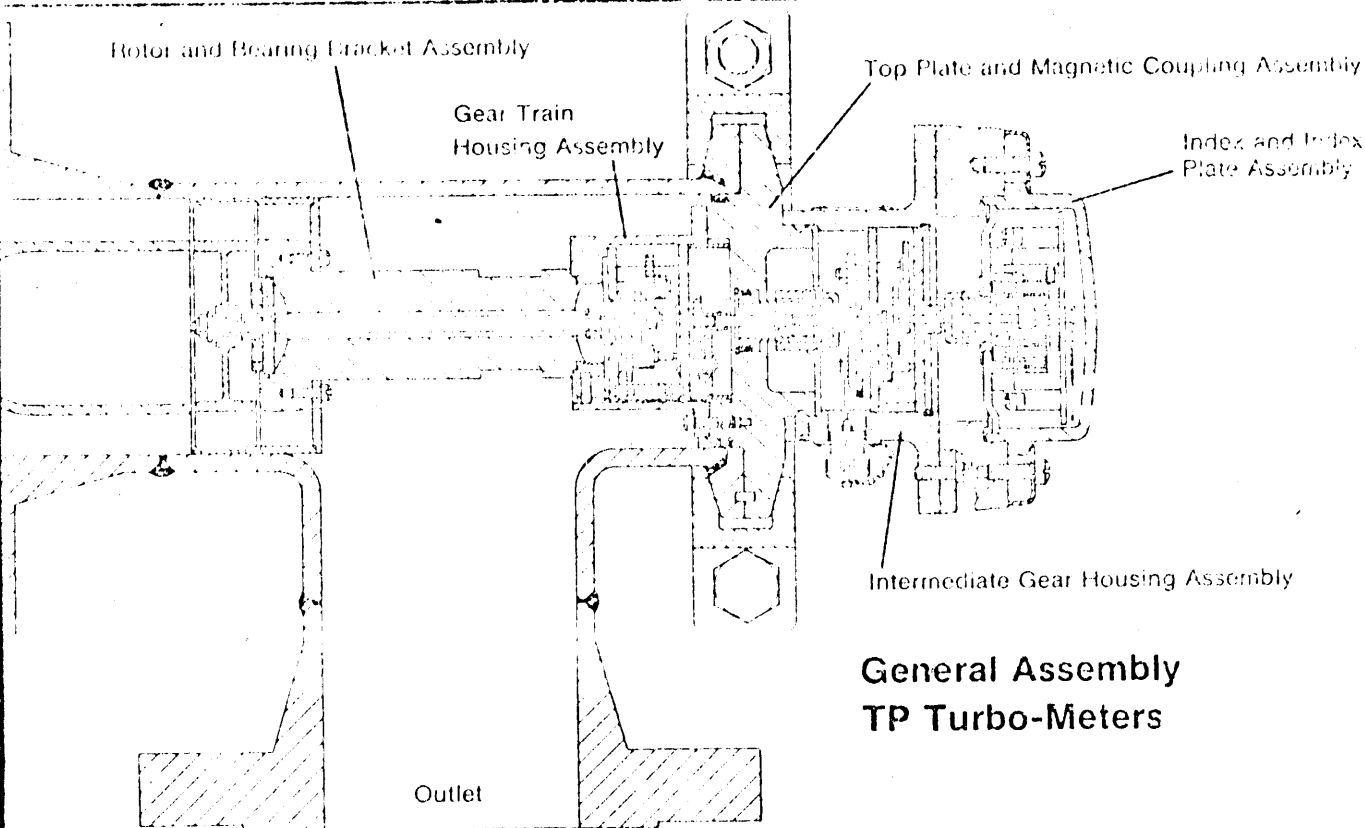 Rotor and Bearing Bracket Assembly
Top Plate and Magnetic Coupling Assembly
Gear Train
Housing Assembly
Index and Index
Plate Assembly
Intermediate Gear Housing Assembly
General Assembly
TP Turbo-Meters
Outlet